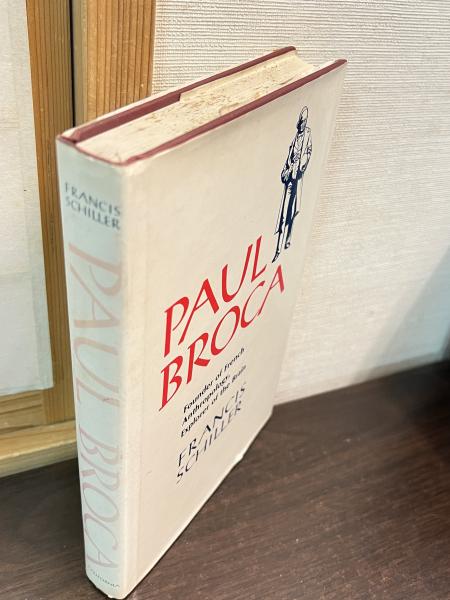 FRANCIS
SCHILLER
PAUL BROCA
PAUL
BROCA
Founder of French
Anthropology,
Explorer of the Brain
FRANCIS
SCHILLER